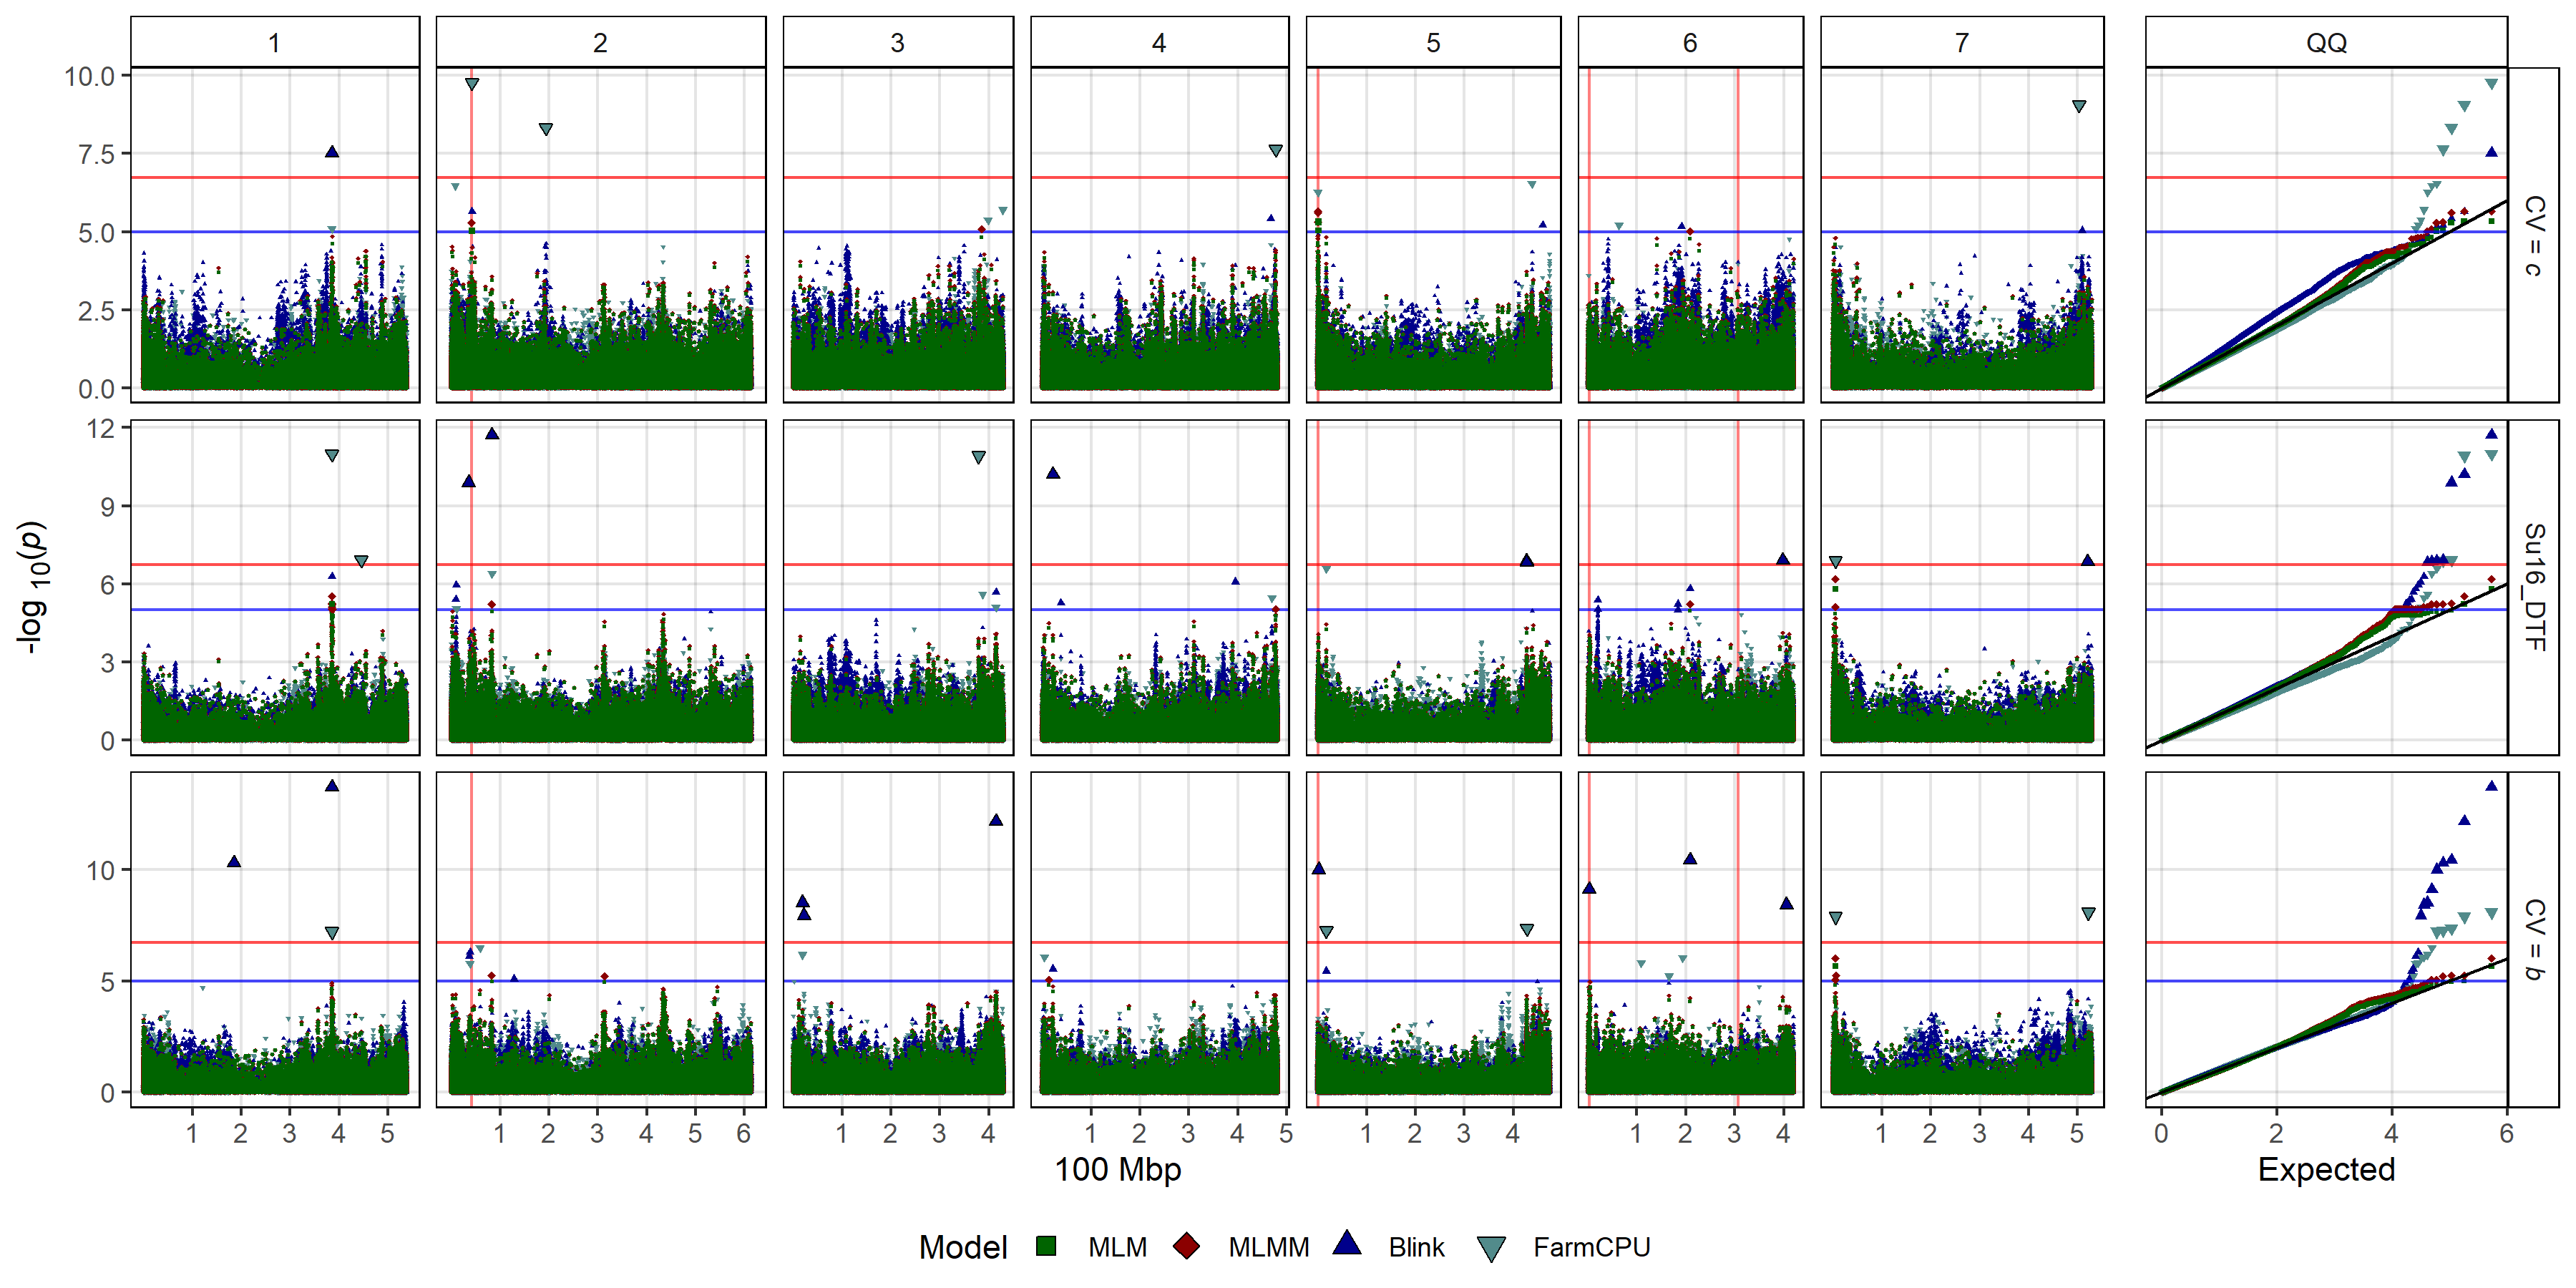 1 2 3 4 5 6 7 QQ
10.0
7.5
5.0
2.5
0.0
CV = c
12
9
6
3
0
Su16_DTF
10
5
0
CV = b
-log 10(p)
1 2 3 4 5 1 2 3 4 5 6 1 2 3 4 1 2 3 4 5 1 2 3 4 1 2 3 4 1 2 3 4 5 0 2 4 6
100 Mbp Expected
Model MLM MLMM Blink FarmCPU